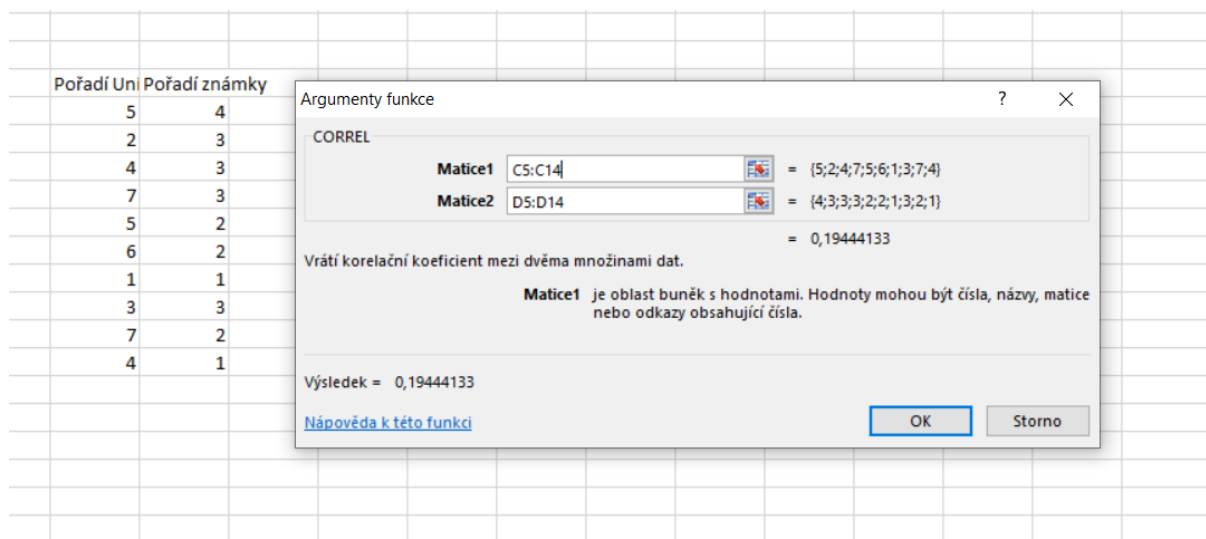 Pořadí Uni Pořadí známky
5 4
2 3
4 3
7 3
5 2
6 2
1 1
3 3
7 2
4 1
Argumenty funkce ? ×
CORREL
Matice1 C5:C14 = {5;2;4;7;5;6;1;3;7;4}
Matice2 D5:D14 = {4;3;3;3;2;2;1;3;2;1}
= 0,19444133
Vrátí korelační koeficient mezi dvěma množinami dat.
Matice1 je oblast buněk s hodnotami. Hodnoty mohou být čísla, názvy, matice
nebo odkazy obsahující čísla.
Výsledek = 0,19444133
Nápověda k této funkci OK Storno